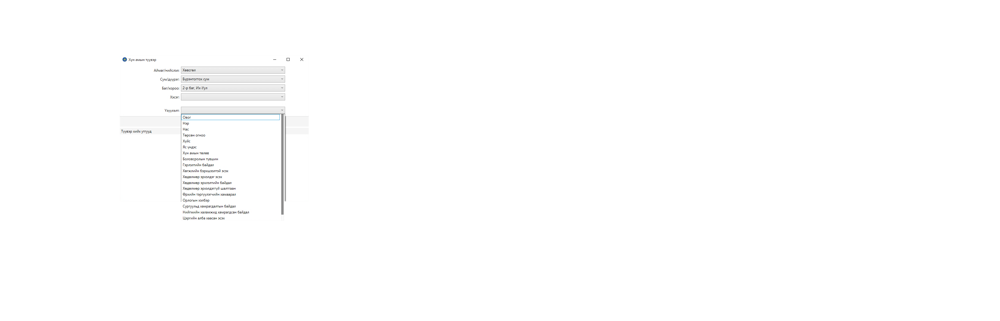 Хүн амын түүвэр
Аймаг/нийслэл: Хөвсгөл
Сум/дүүрэг: Бүрэнтогтох сум
Баг/хороо: 2-р баг, Их-Уул
Хэсэг:
Үзүүлэлт:
Овог
Нэр
Түүвэр хийх утгууд
Нас
Төрсөн огноо
Хүйс
Яс үндэс
Хүн амын төлөв
Боловсролын түвшин
Гэрлэлтийн байдал
Хөгжлийн бэрхшээлтэй эсэх
Хөдөлмөр эрхэлдэг эсэх
Хөдөлмөр эрхлэлтийн байдал
Хөдөлмөр эрхэлдэггүй шалтгаан
Өрхийн тэргүүлэгчийн хамаарал
Орлогын хэлбэр
Сургуульд хамрагдалтын байдал
Нийгмийн халамжид хамрагдсан байдал
Цэргийн алба хаасан эсэх